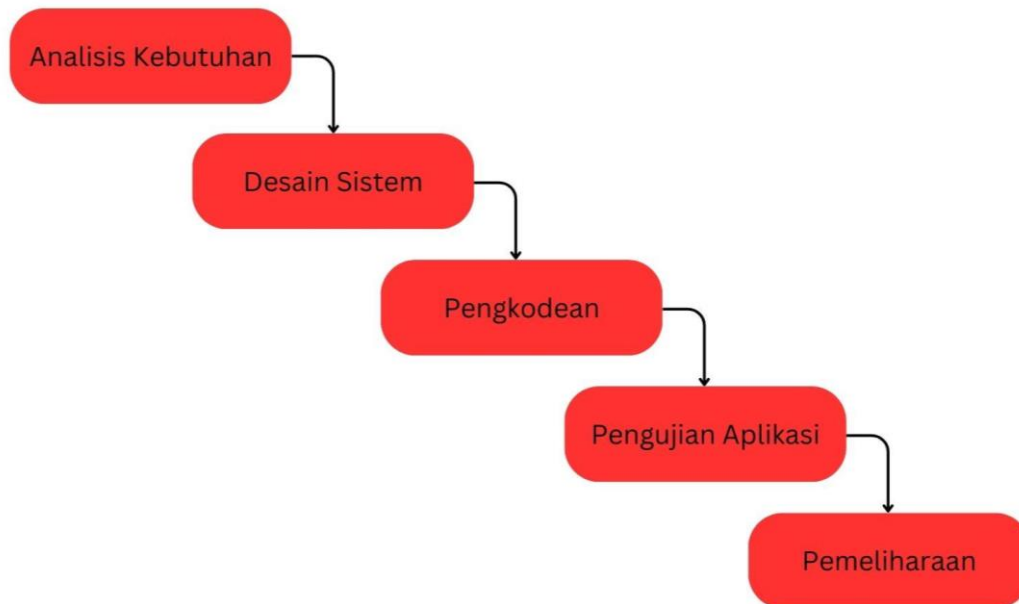 Analisis Kebutuhan
Desain Sistem
Pengkodean
Pengujian Aplikasi
Pemeliharaan